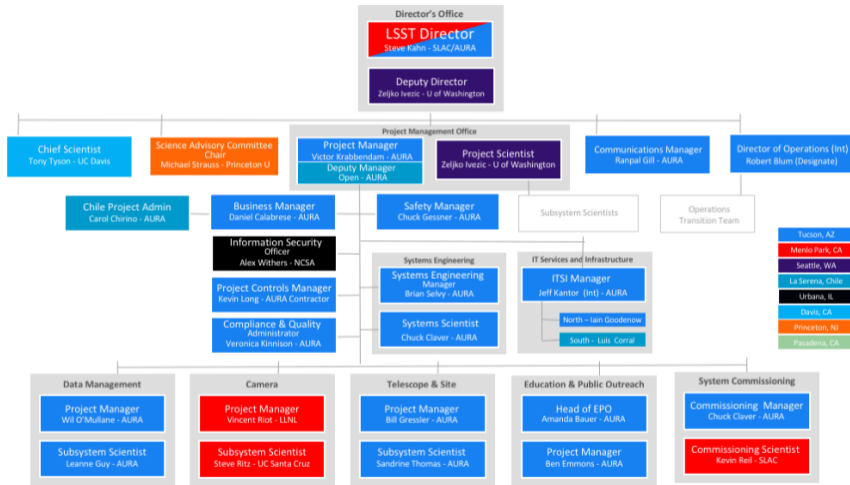 Director's Office
LSST Director
Steve Kahn - SLAC/AURA
Deputy Director
Zeljko Ivezic - U of Washington
Chief Scientist
Tony Tyson - UC Davis
Science Advisory Committee
Chair
Michael Strauss - Princeton U
Project Management Office
Project Manager
Victor Krabbendam - AURA
Deputy Manager
Open - AURA
Project Scientist
Zeljko Ivezic - U of Washington
Communications Manager
Ranpal Gill - AURA
Director of Operations (Int)
Robert Blum (Designate)
Chile Project Admin
Carol Chirino - AURA
Business Manager
Daniel Calabrese - AURA
Safety Manager
Chuck Gessner - AURA
Subsystem Scientists
Operations
Transition Team
Information Security
Officer
Alex Withers - NCSA
Project Controls Manager
Kevin Long - AURA Contractor
Compliance & Quality
Administrator
Veronica Kinnison - AURA
Systems Engineering
Systems Engineering
Manager
Brian Selvy - AURA
Systems Scientist
Chuck Claver - AURA
IT Services and Infrastructure
ITSI Manager
Jeff Kantor (Int) - AURA
North – Iain Goodenow
South - Luis Corral
Tucson, AZ
Menlo Park, CA
Seattle, WA
La Serena, Chile
Urbana, IL
Davis, CA
Princeton, NJ
Pasadena, CA
Data Management
Project Manager
Wil O'Mullane - AURA
Subsystem Scientist
Leanne Guy - AURA
Camera
Project Manager
Vincent Riot - LLNL
Subsystem Scientist
Steve Ritz - UC Santa Cruz
Telescope & Site
Project Manager
Bill Gressler - AURA
Subsystem Scientist
Sandrine Thomas - AURA
Education & Public Outreach
Head of EPO
Amanda Bauer - AURA
Project Manager
Ben Emmons - AURA
System Commissioning
Commissioning Manager
Chuck Claver - AURA
Commissioning Scientist
Kevin Reil - SLAC